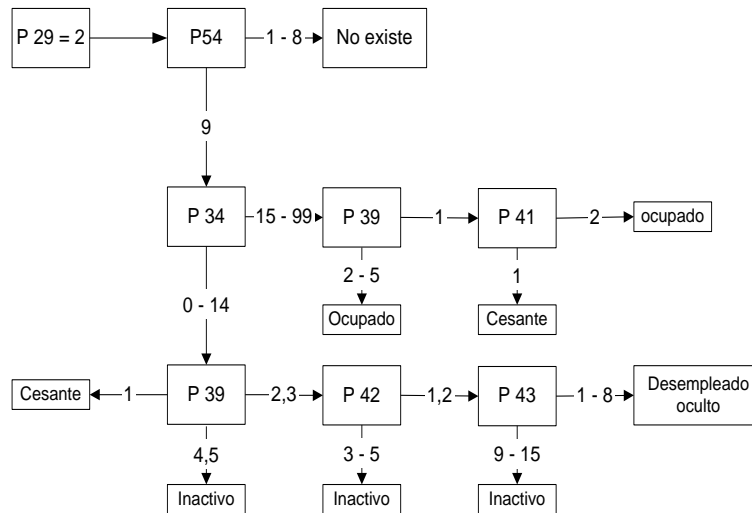 P 29 = 2
P54
1 - 8
No existe
9
P 34
15 - 99
P 39
1
P 41
2
ocupado
2 - 5
1
0 - 14
Ocupado
Cesante
Cesante
1
P 39
2,3
P 42
1,2
P 43
1 - 8
Desempleado
oculto
4,5
3 - 5
9 - 15
Inactivo
Inactivo
Inactivo